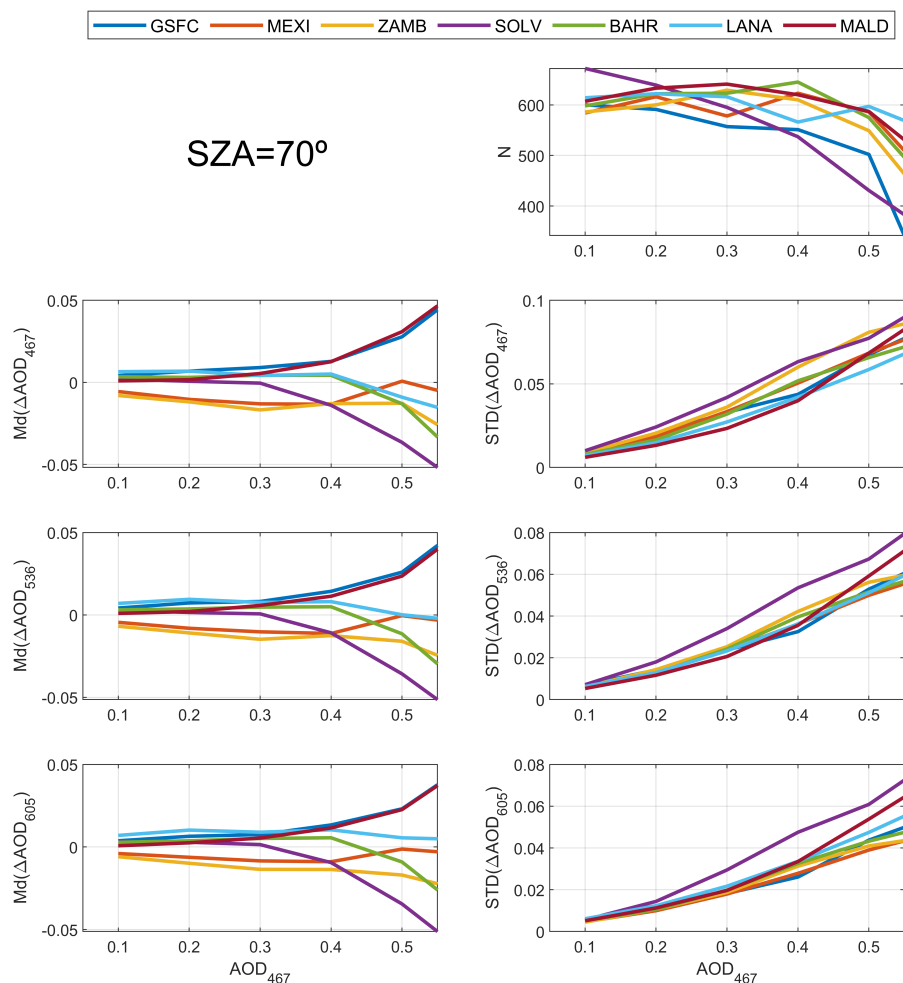 GSFC MEXI ZAMB SOLV BAHR LANA MALD
SZA=70º
N
600
500
400
0.1 0.2 0.3 0.4 0.5
Md(ΔAOD467)
0.05
0
-0.05
0.1 0.2 0.3 0.4 0.5
STD(ΔAOD467)
0.1
0.05
0
0.1 0.2 0.3 0.4 0.5
Md(ΔAOD536)
0.05
0
-0.05
0.1 0.2 0.3 0.4 0.5
STD(ΔAOD536)
0.08
0.06
0.04
0.02
0
0.1 0.2 0.3 0.4 0.5
Md(ΔAOD605)
0.05
0
-0.05
0.1 0.2 0.3 0.4 0.5
AOD467
STD(ΔAOD605)
0.08
0.06
0.04
0.02
0
0.1 0.2 0.3 0.4 0.5
AOD467